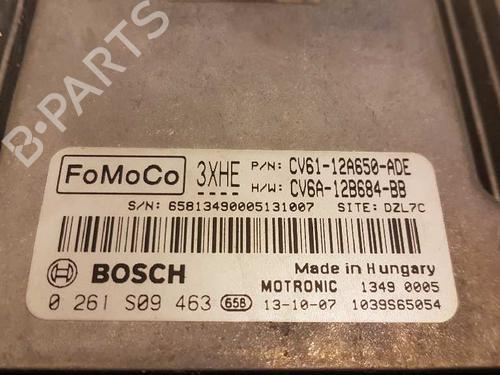 B-PARTS
FoMoCo 3XHE P/N: CV61-12A650-ADE
H/W: CV6A-12B684-BB
S/N: 65813490005131007 SITE: DZL7C
BOSCH Made in Hungary
MOTRONIC 1349 0005
0 261 S09 463 65B 13-10-07 1039S65054